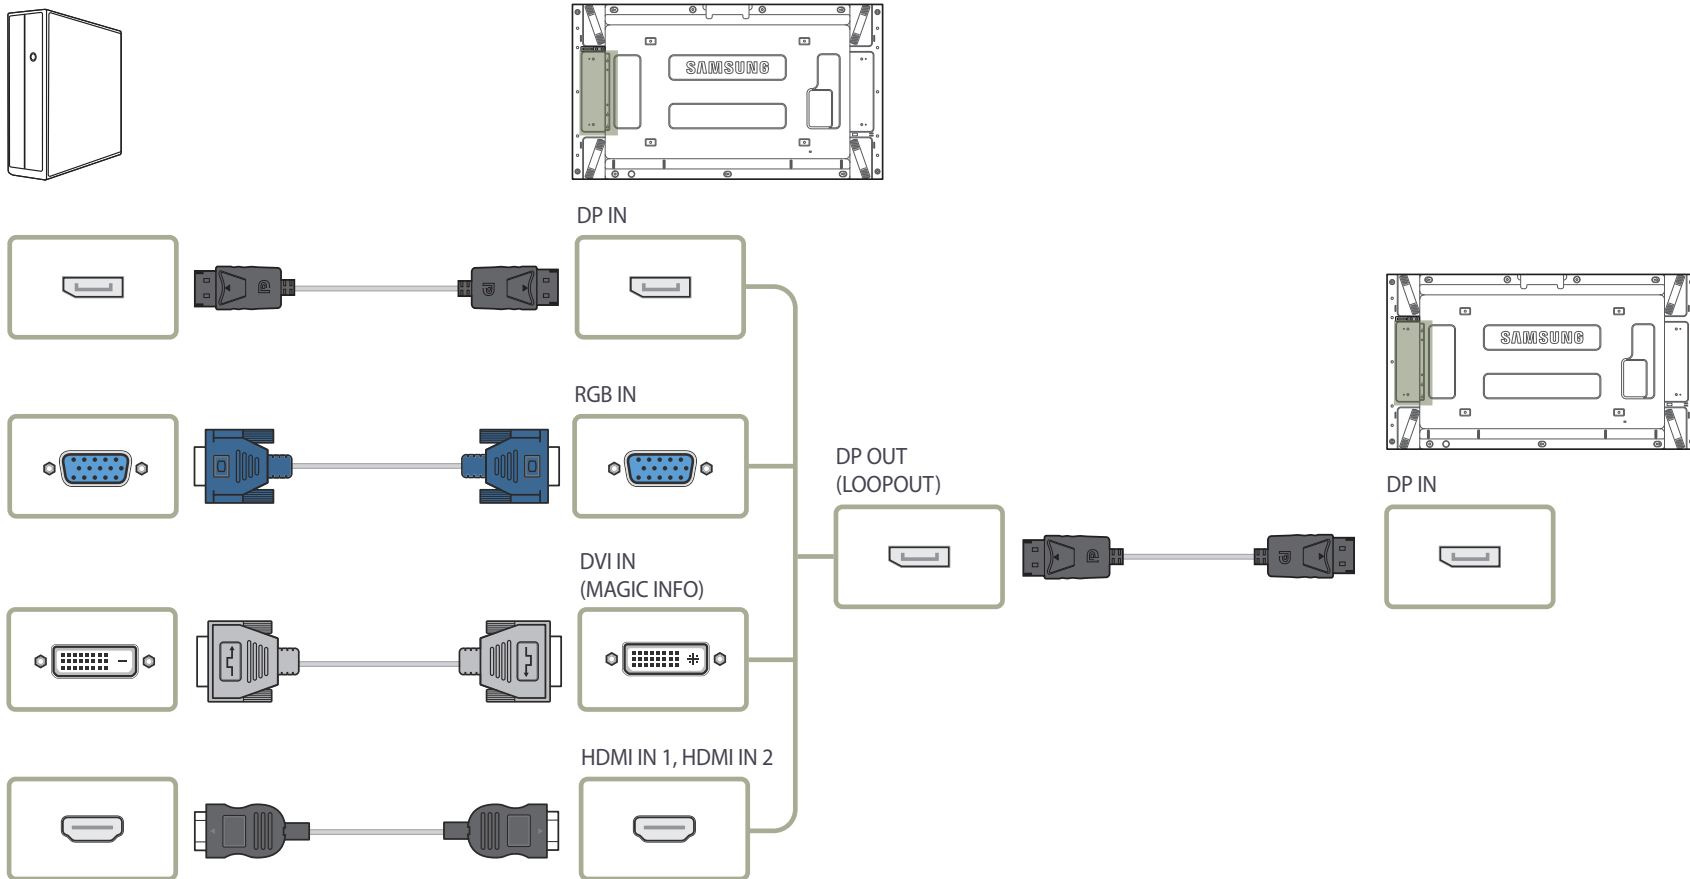 SAMSUNG
DP IN
RGB IN
DVI IN
(MAGIC INFO)
HDMI IN 1, HDMI IN 2
DP OUT
(LOOPOUT)
SAMSUNG
DP IN